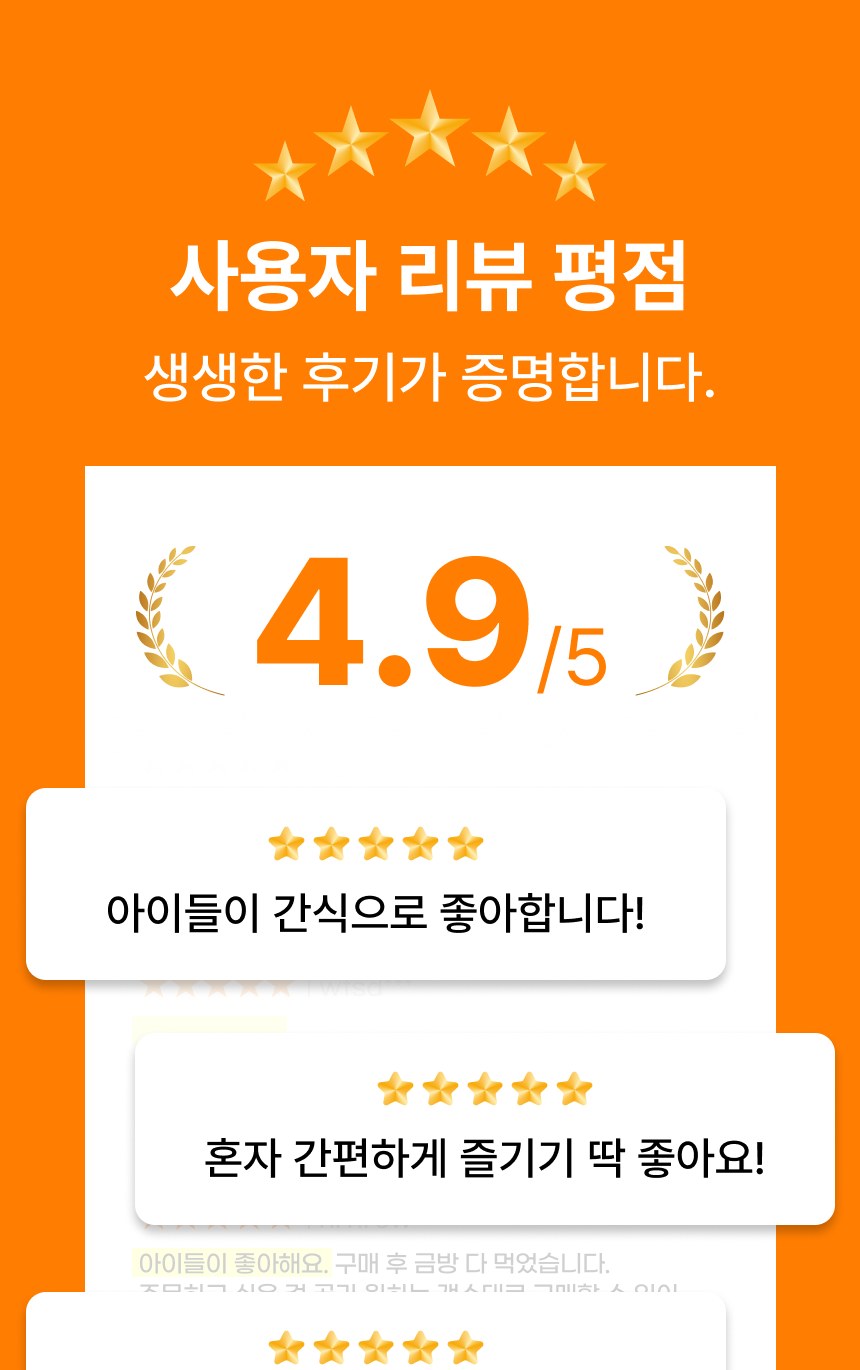 사용자 리뷰 평점
생생한 후기가 증명합니다.
4.9/5
아이들이 간식으로 좋아합니다!
혼자 간편하게 즐기기 딱 좋아요!
아이들이 좋아해요. 구매 후 금방 다 먹었습니다.